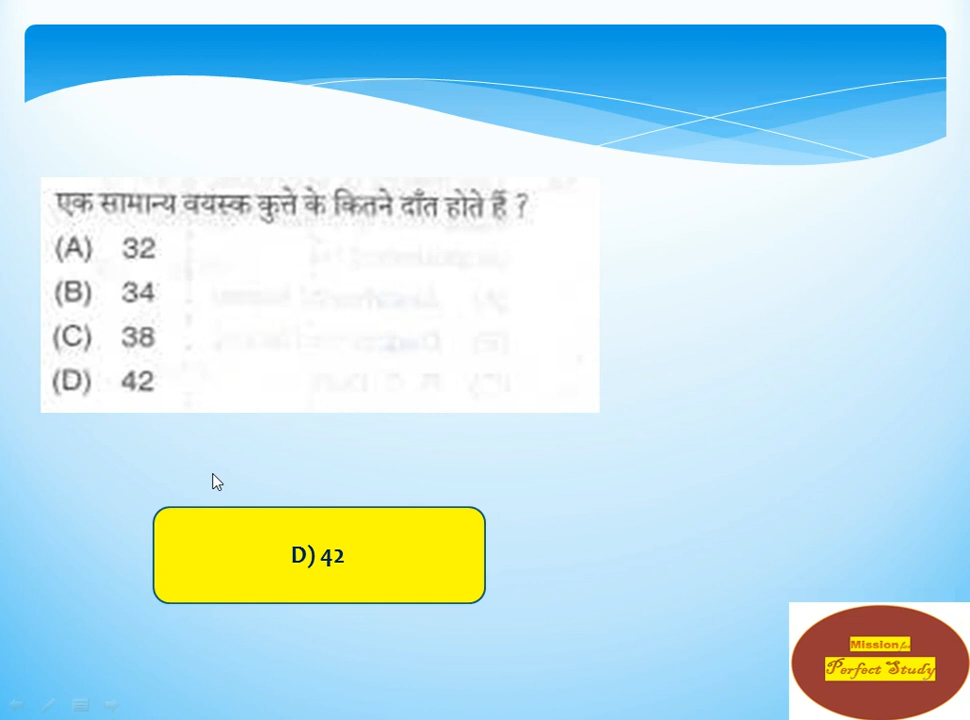 एक सामान्य वयस्क कुत्ते के कितने दाँत होते हैं ?
(A) 32
(B) 34
(C) 38
(D) 42
D) 42
Mission for
Perfect Study